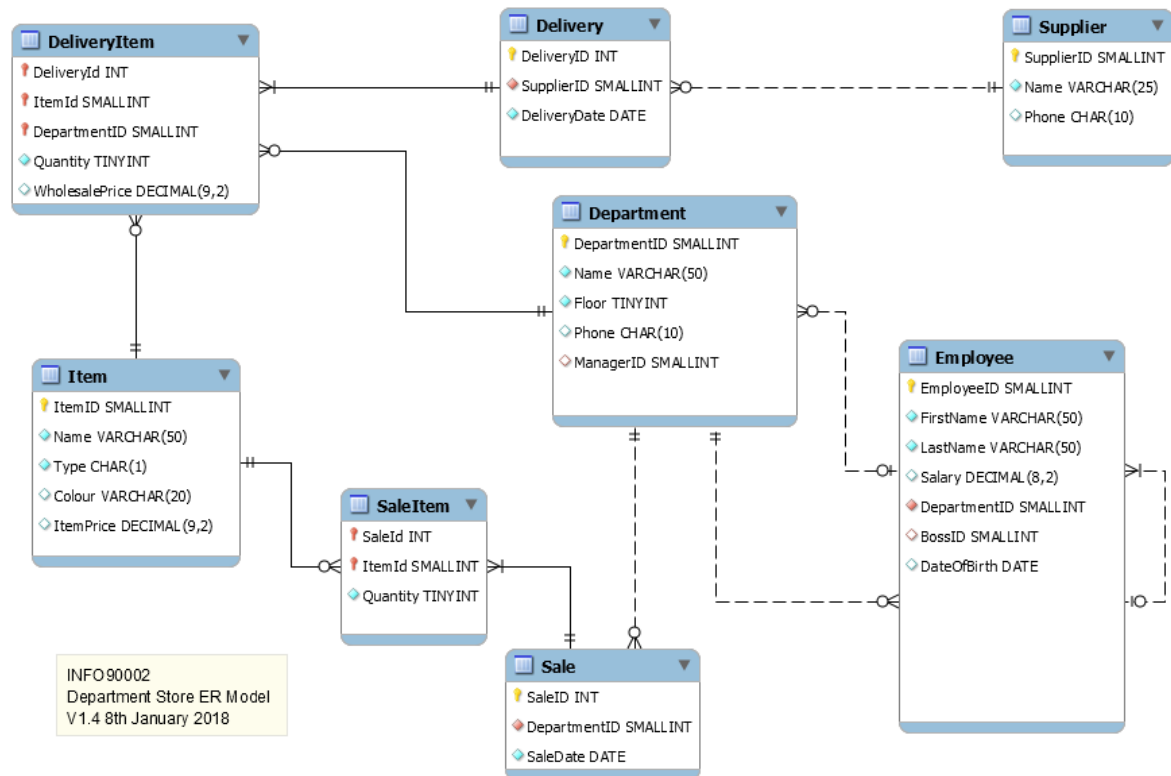 DeliveryItem
DeliveryId INT
ItemId SMALLINT
DepartmentID SMALLINT
Quantity TINYINT
WholesalePrice DECIMAL(9,2)
Delivery
DeliveryID INT
SupplierID SMALLINT
DeliveryDate DATE
Supplier
SupplierID SMALLINT
Name VARCHAR(25)
Phone CHAR(10)
Department
DepartmentID SMALLINT
Name VARCHAR(50)
Floor TINYINT
Phone CHAR(10)
ManagerID SMALLINT
Employee
EmployeeID SMALLINT
FirstName VARCHAR(50)
LastName VARCHAR(50)
Salary DECIMAL(8,2)
DepartmentID SMALLINT
BossID SMALLINT
DateOfBirth DATE
Item
ItemID SMALLINT
Name VARCHAR(50)
Type CHAR(1)
Colour VARCHAR(20)
ItemPrice DECIMAL(9,2)
SaleItem
SaleId INT
ItemId SMALLINT
Quantity TINYINT
Sale
SaleID INT
DepartmentID SMALLINT
SaleDate DATE
INFO90002
Department Store ER Model
V1.4 8th January 2018